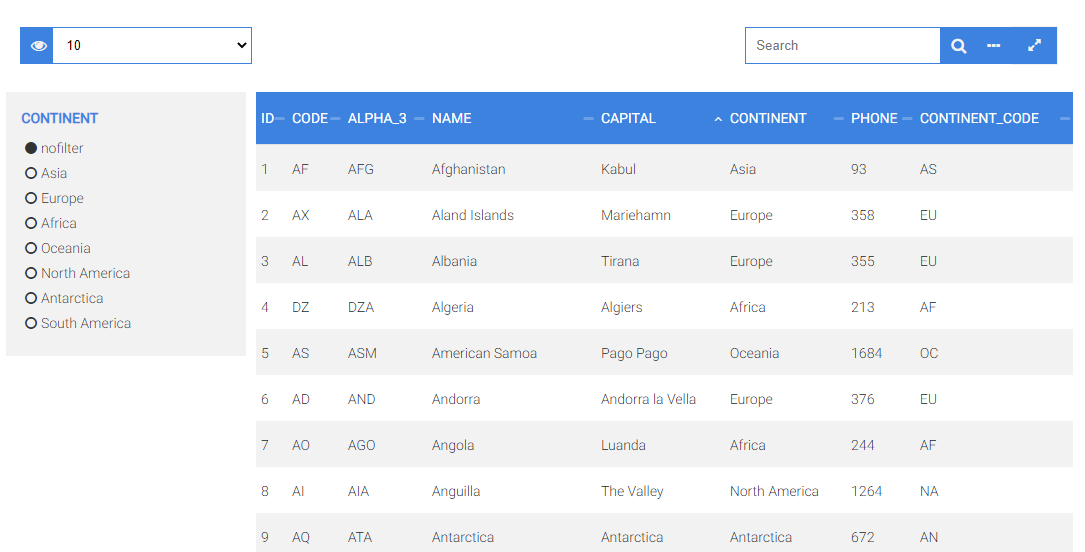 10
Search
CONTINENT
nofilter
Asia
Europe
Africa
Oceania
North America
Antarctica
South America
ID CODE ALPHA_3 NAME CAPITAL CONTINENT PHONE CONTINENT_CODE
1 AF AFG Afghanistan Kabul Asia 93 AS
2 AX ALA Aland Islands Mariehamn Europe 358 EU
3 AL ALB Albania Tirana Europe 355 EU
4 DZ DZA Algeria Algiers Africa 213 AF
5 AS ASM American Samoa Pago Pago Oceania 1684 OC
6 AD AND Andorra Andorra la Vella Europe 376 EU
7 AO AGO Angola Luanda Africa 244 AF
8 AI AIA Anguilla The Valley North America 1264 NA
9 AQ ATA Antarctica Antarctica Antarctica 672 AN